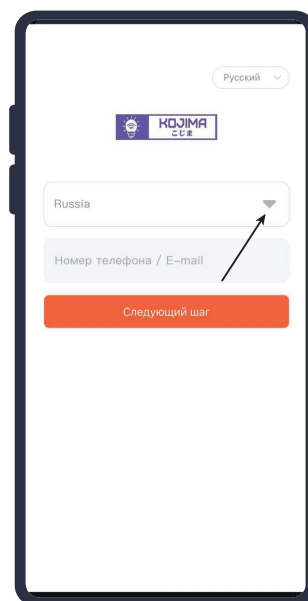 Русский
KOJIMA
こじま
Russia
Номер телефона / E-mail
Следующий шаг